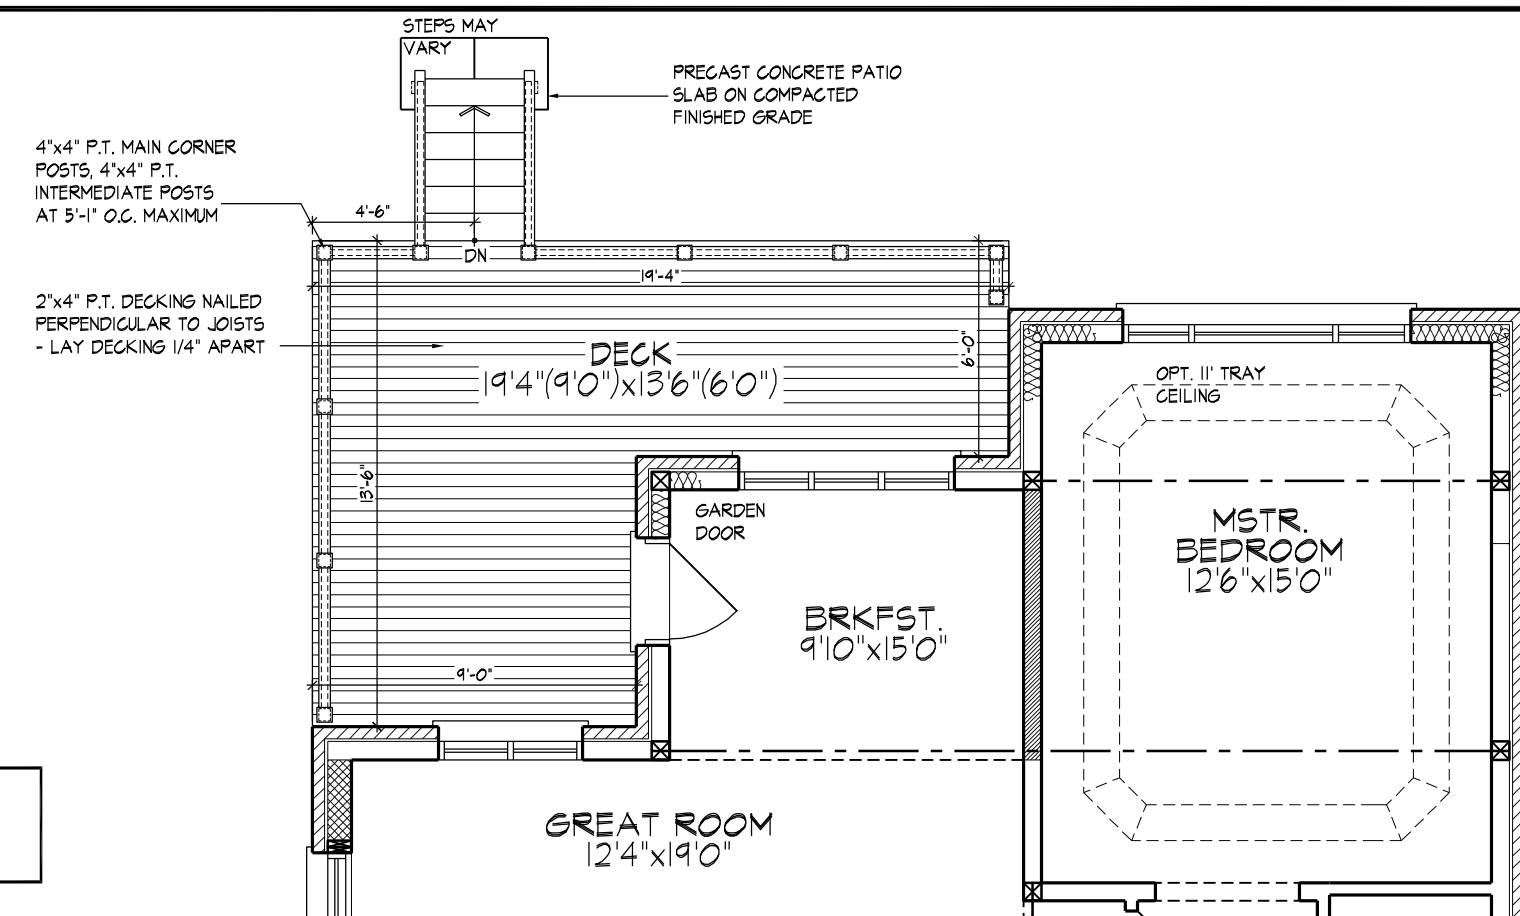 STEPS MAY
VARY
PRECAST CONCRETE PATIO
SLAB ON COMPACTED
FINISHED GRADE
4"x4" P.T. MAIN CORNER
POSTS, 4"x4" P.T.
INTERMEDIATE POSTS
AT 5'-1" O.C. MAXIMUM
4'-6"
DN
19'-4"
2"x4" P.T. DECKING NAILED
PERPENDICULAR TO JOISTS
- LAY DECKING 1/4" APART
DECK
19'4"(9'0")x13'6"(6'0")
6'-0"
OPT. 11' TRAY
CEILING
13'-6"
GARDEN
DOOR
MSTR.
BEDROOM
12'6"x15'0"
BRKFST.
9'10"x15'0"
9'-0"
GREAT ROOM
12'4"x19'0"